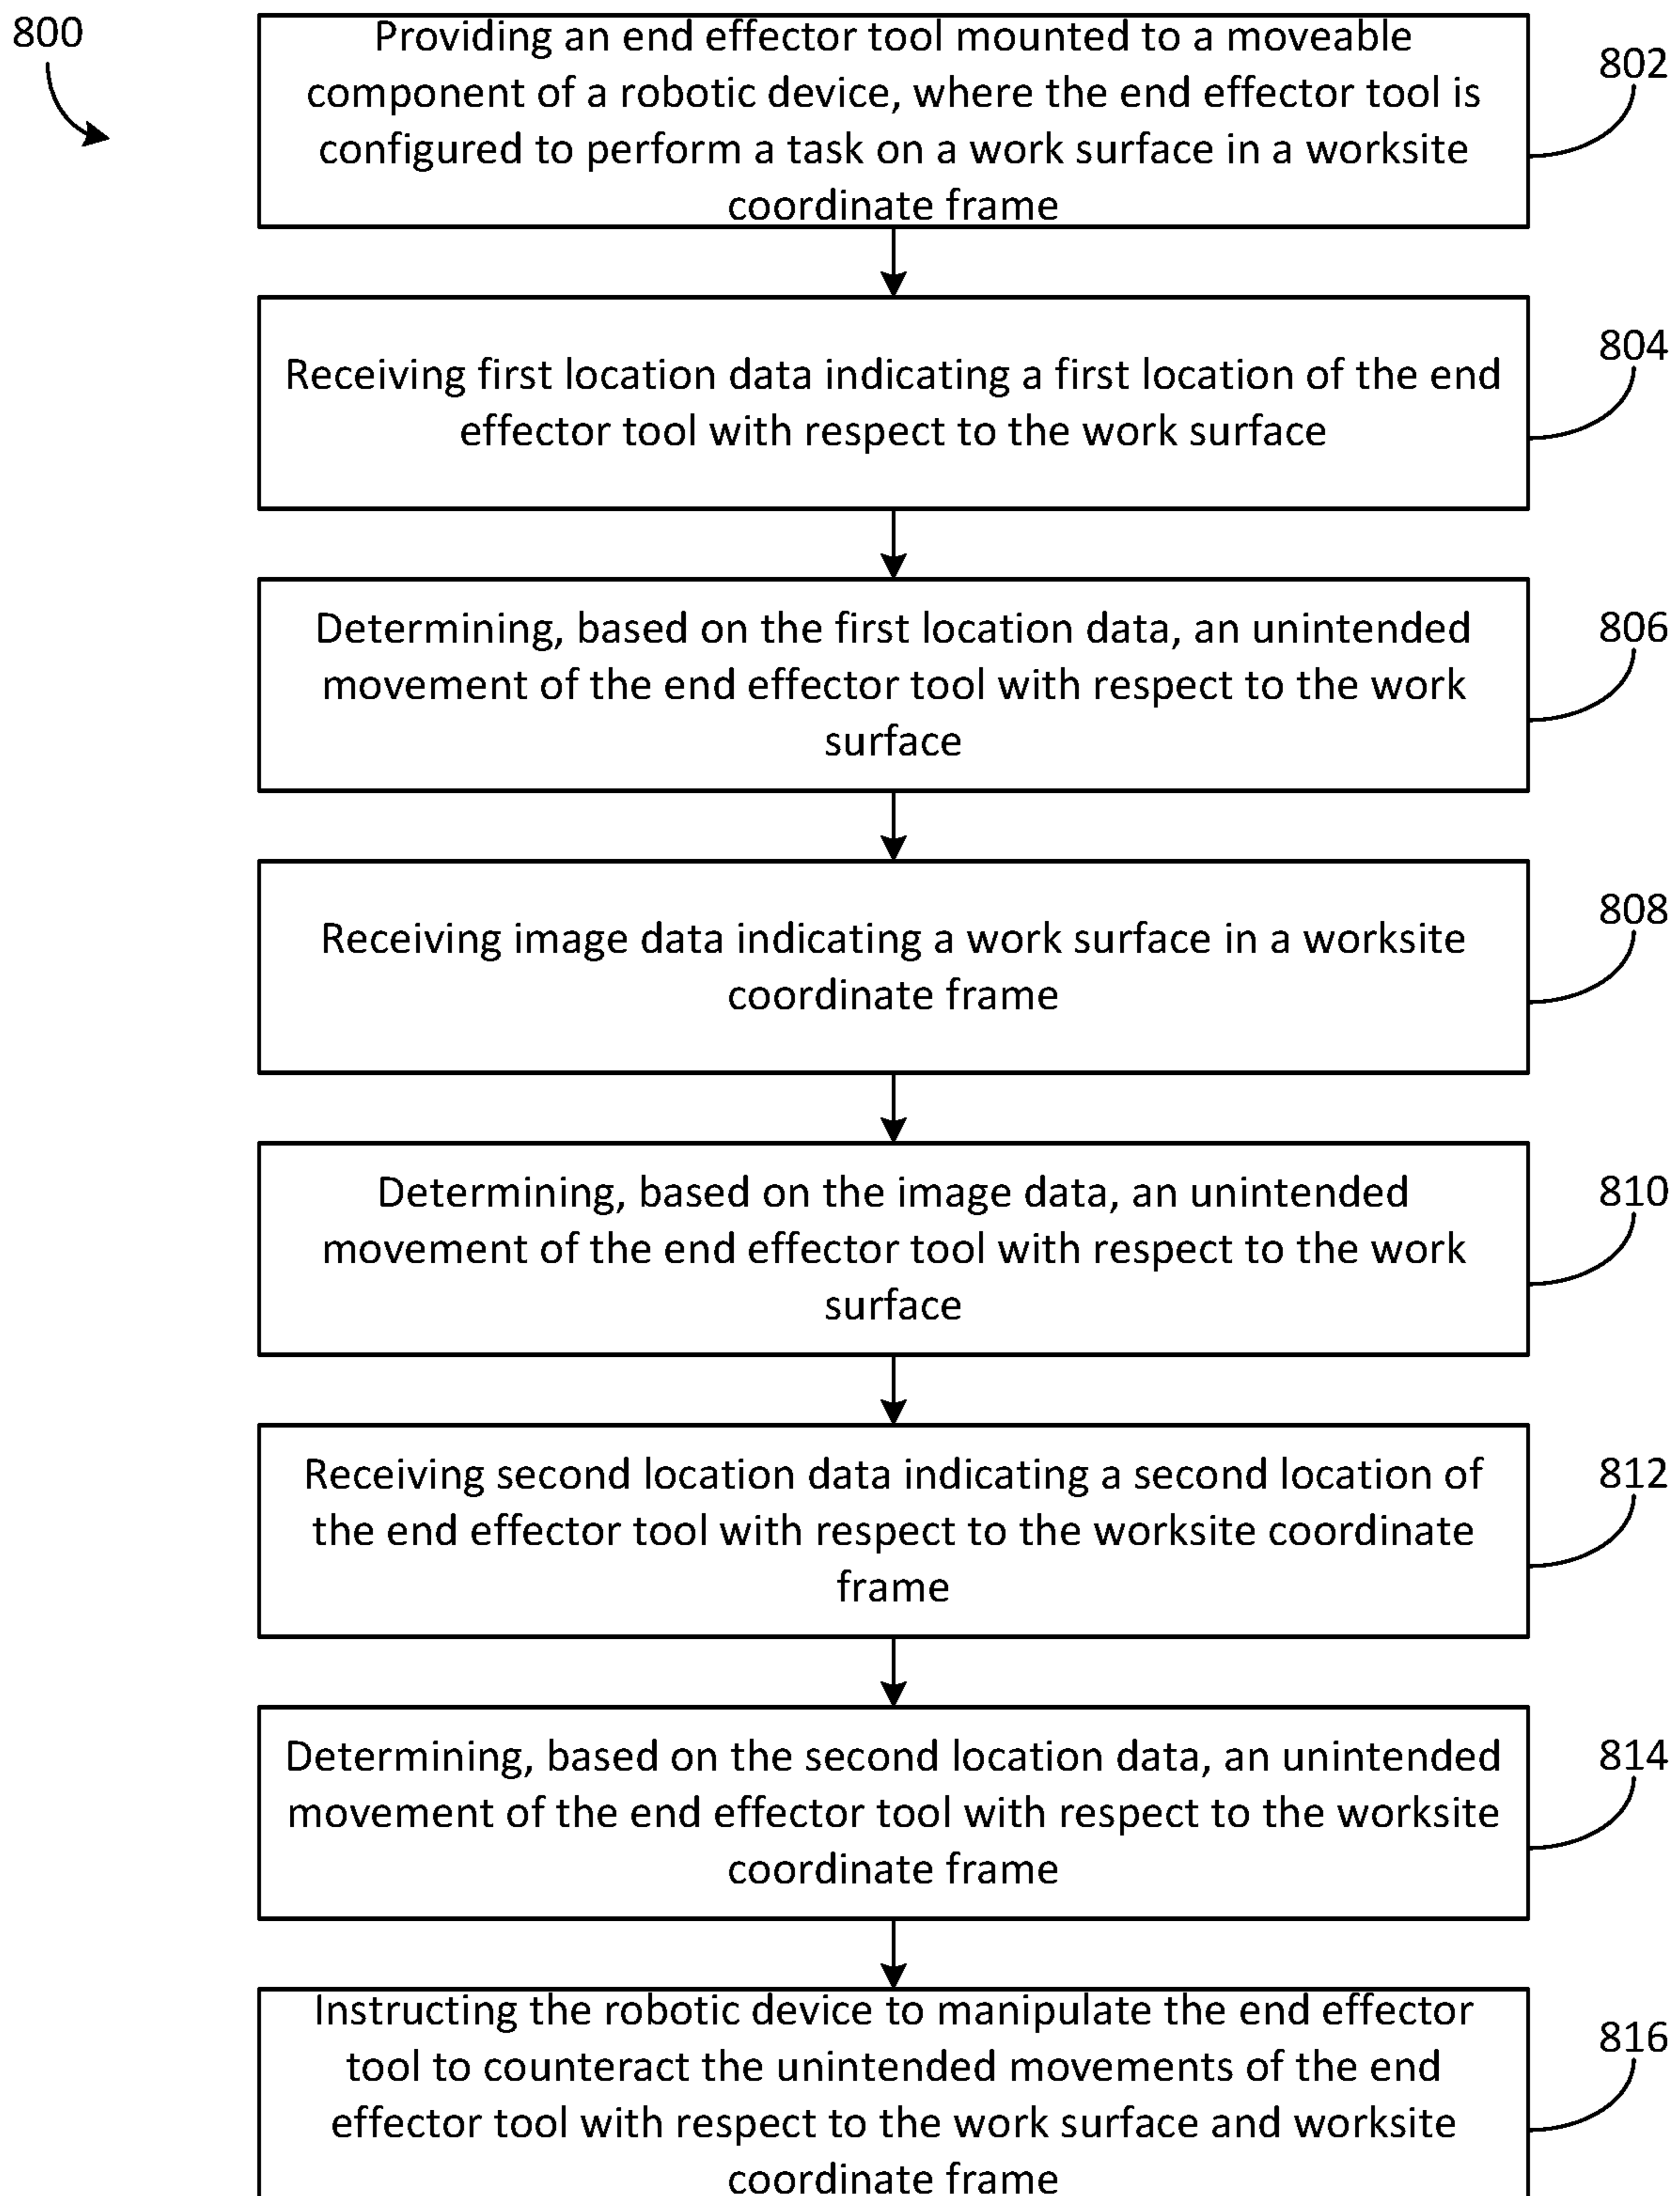 800
Providing an end effector tool mounted to a moveable
component of a robotic device, where the end effector tool is
configured to perform a task on a work surface in a worksite
coordinate frame
802
Receiving first location data indicating a first location of the end
effector tool with respect to the work surface
804
Determining, based on the first location data, an unintended
movement of the end effector tool with respect to the work
surface
806
Receiving image data indicating a work surface in a worksite
coordinate frame
808
Determining, based on the image data, an unintended
movement of the end effector tool with respect to the work
surface
810
Receiving second location data indicating a second location of
the end effector tool with respect to the worksite coordinate
frame
812
Determining, based on the second location data, an unintended
movement of the end effector tool with respect to the worksite
coordinate frame
814
Instructing the robotic device to manipulate the end effector
tool to counteract the unintended movements of the end
effector tool with respect to the work surface and worksite
coordinate frame
816